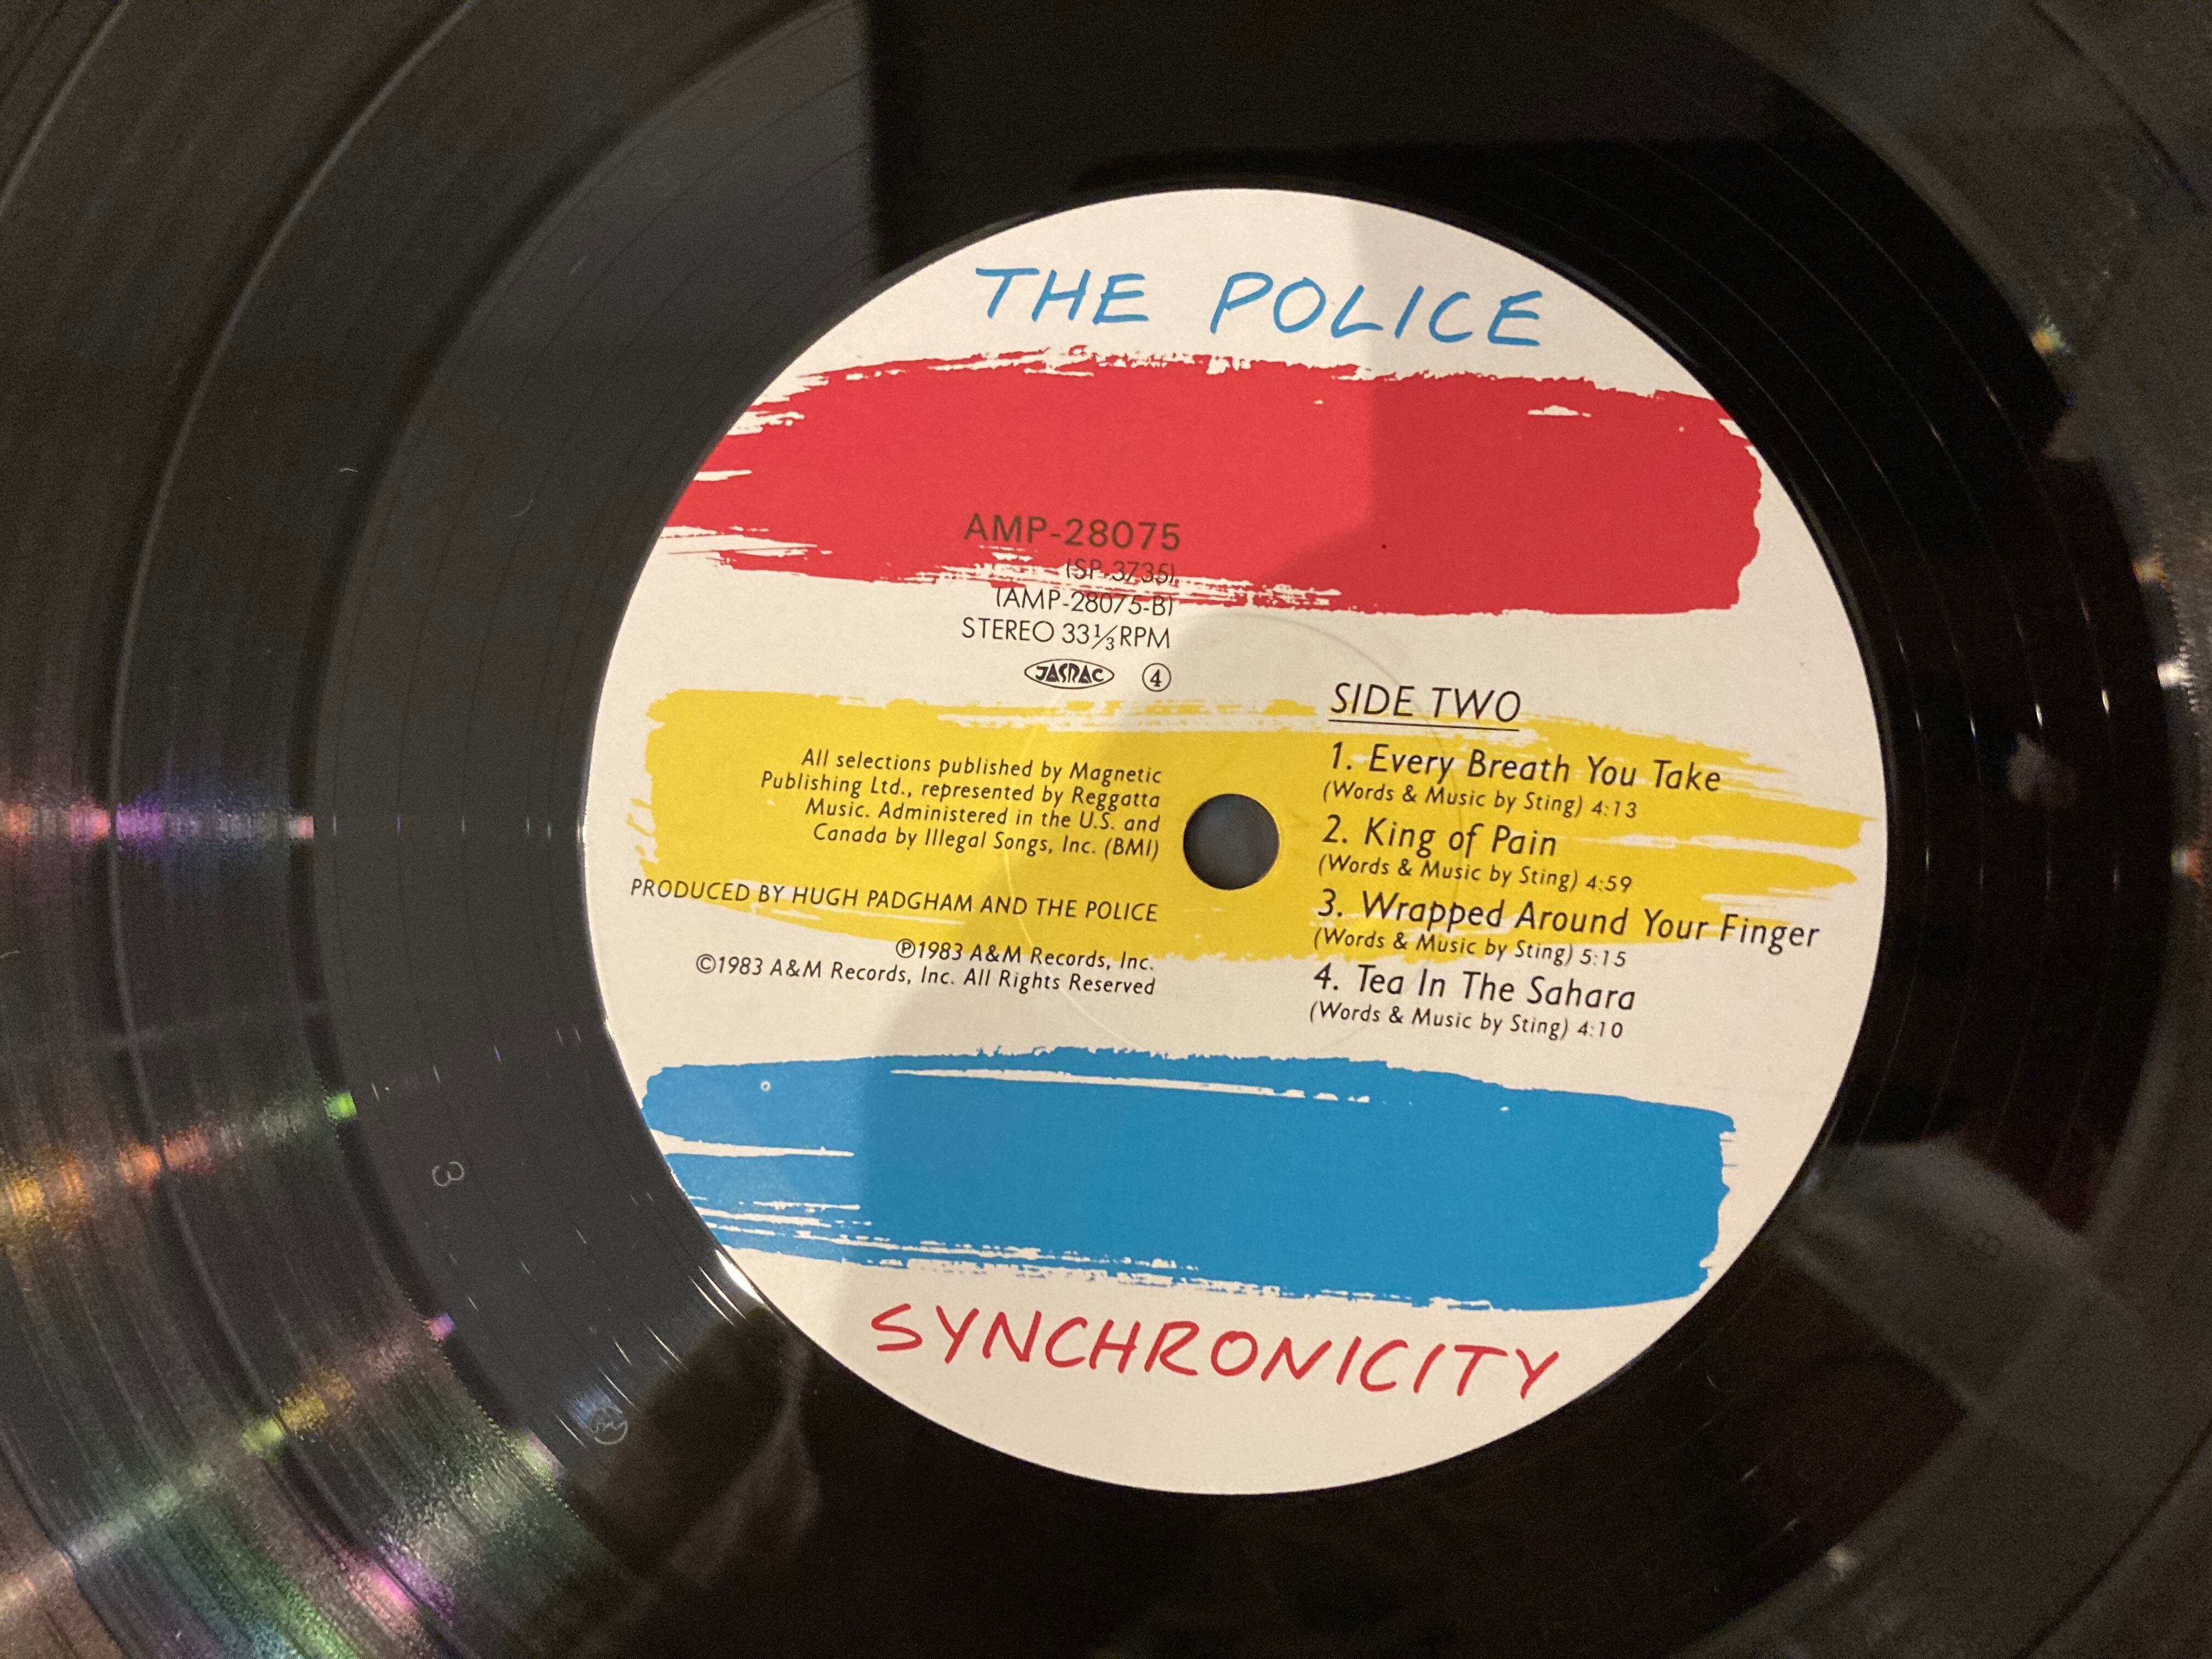 THE POLICE
AMP-28075
(SP-3735)
(AMP-28075-B)
STEREO 33⅓ RPM
JASRAC ④
All selections published by Magnetic
Publishing Ltd., represented by Reggatta
Music. Administered in the U.S. and
Canada by Illegal Songs, Inc. (BMI)
PRODUCED BY HUGH PADGHAM AND THE POLICE
℗1983 A&M Records, Inc.
©1983 A&M Records, Inc. All Rights Reserved
SIDE TWO
1. Every Breath You Take
(Words & Music by Sting) 4:13
2. King of Pain
(Words & Music by Sting) 4:59
3. Wrapped Around Your Finger
(Words & Music by Sting) 5:15
4. Tea In The Sahara
(Words & Music by Sting) 4:10
SYNCHRONICITY
3